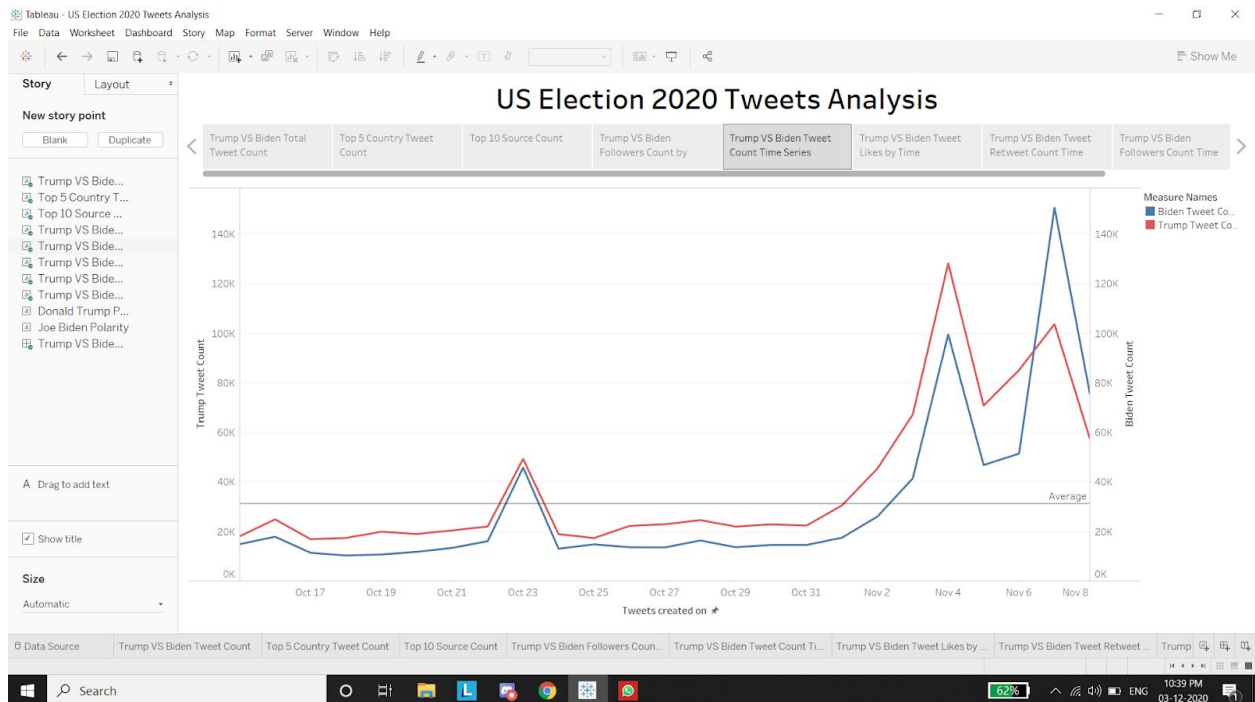 Tableau - US Election 2020 Tweets Analysis
File Data Worksheet Dashboard Story Map Format Server Window Help
Show Me
Story Layout
New story point
Blank Duplicate
Trump VS Bide...
Top 5 Country T...
Top 10 Source ...
Trump VS Bide...
Trump VS Bide...
Trump VS Bide...
Trump VS Bide...
Trump VS Bide...
Donald Trump P...
Joe Biden Polarity
Trump VS Bide...
A Drag to add text
Show title
Size
Automatic
US Election 2020 Tweets Analysis
Trump VS Biden Total
Tweet Count
Top 5 Country Tweet
Count
Top 10 Source Count
Trump VS Biden
Followers Count by
Trump VS Biden Tweet
Count Time Series
Trump VS Biden Tweet
Likes by Time
Trump VS Biden Tweet
Retweet Count Time
Trump VS Biden
Followers Count Time
Trump Tweet Count
140K
120K
100K
80K
60K
40K
20K
0K
Average
140K
120K
100K
80K
60K
40K
20K
0K
Biden Tweet Count
Oct 17 Oct 19 Oct 21 Oct 23 Oct 25 Oct 27 Oct 29 Oct 31 Nov 2 Nov 4 Nov 6 Nov 8
Tweets created on
Measure Names
Biden Tweet Co..
Trump Tweet Co..
Data Source Trump VS Biden Tweet Count Top 5 Country Tweet Count Top 10 Source Count Trump VS Biden Followers Coun... Trump VS Biden Tweet Count Ti... Trump VS Biden Tweet Likes by ... Trump VS Biden Tweet Retweet ... Trump
Search L 62% ENG
10:39 PM
03-12-2020
1